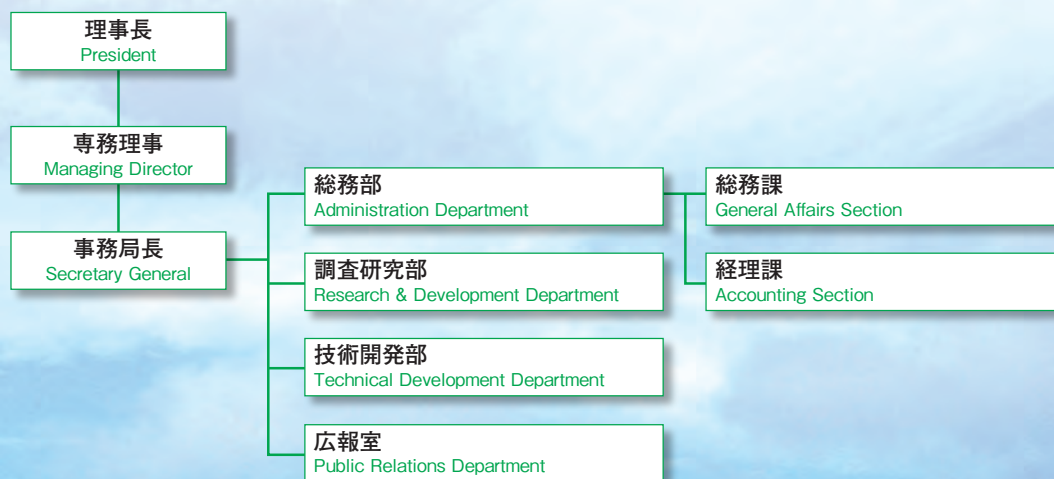 理事長
President
専務理事
Managing Director
事務局長
Secretary General
総務部
Administration Department
調査研究部
Research & Development Department
技術開発部
Technical Development Department
広報室
Public Relations Department
総務課
General Affairs Section
経理課
Accounting Section